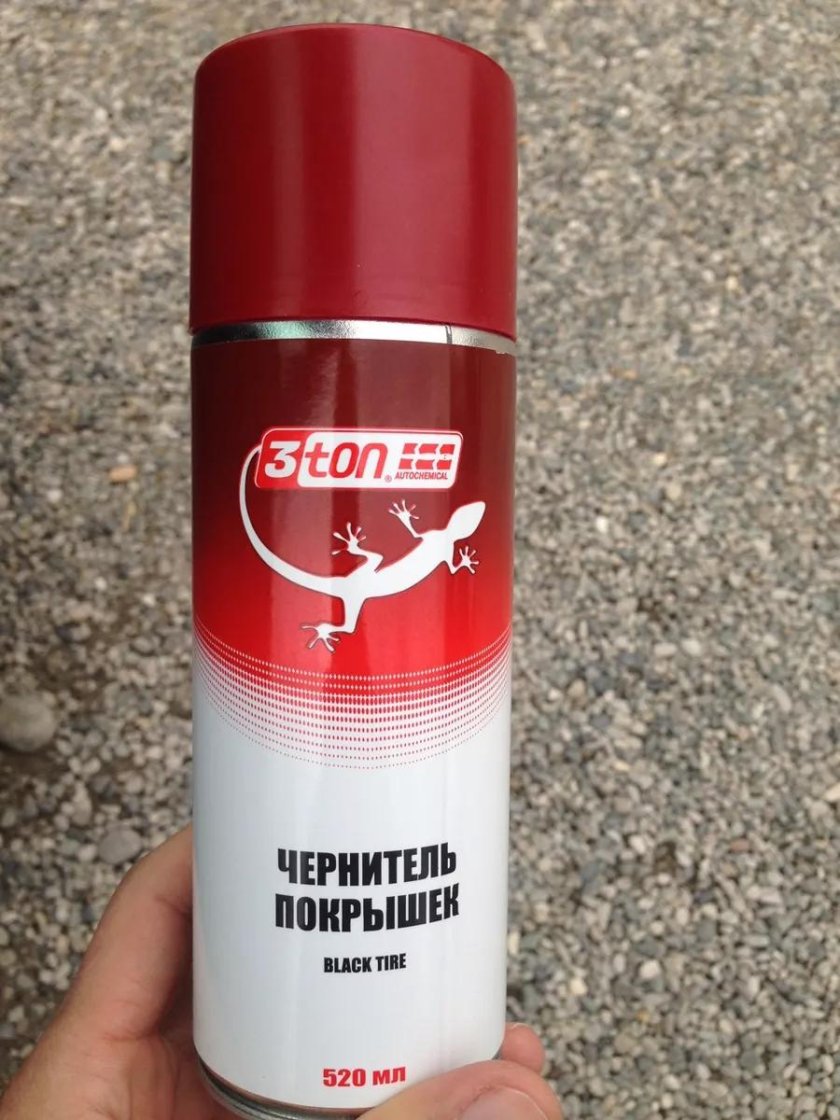 3ton®
AUTOCHEMICAL
ЧЕРНИТЕЛЬ
ПОКРЫШЕК
BLACK TIRE
520 МЛ